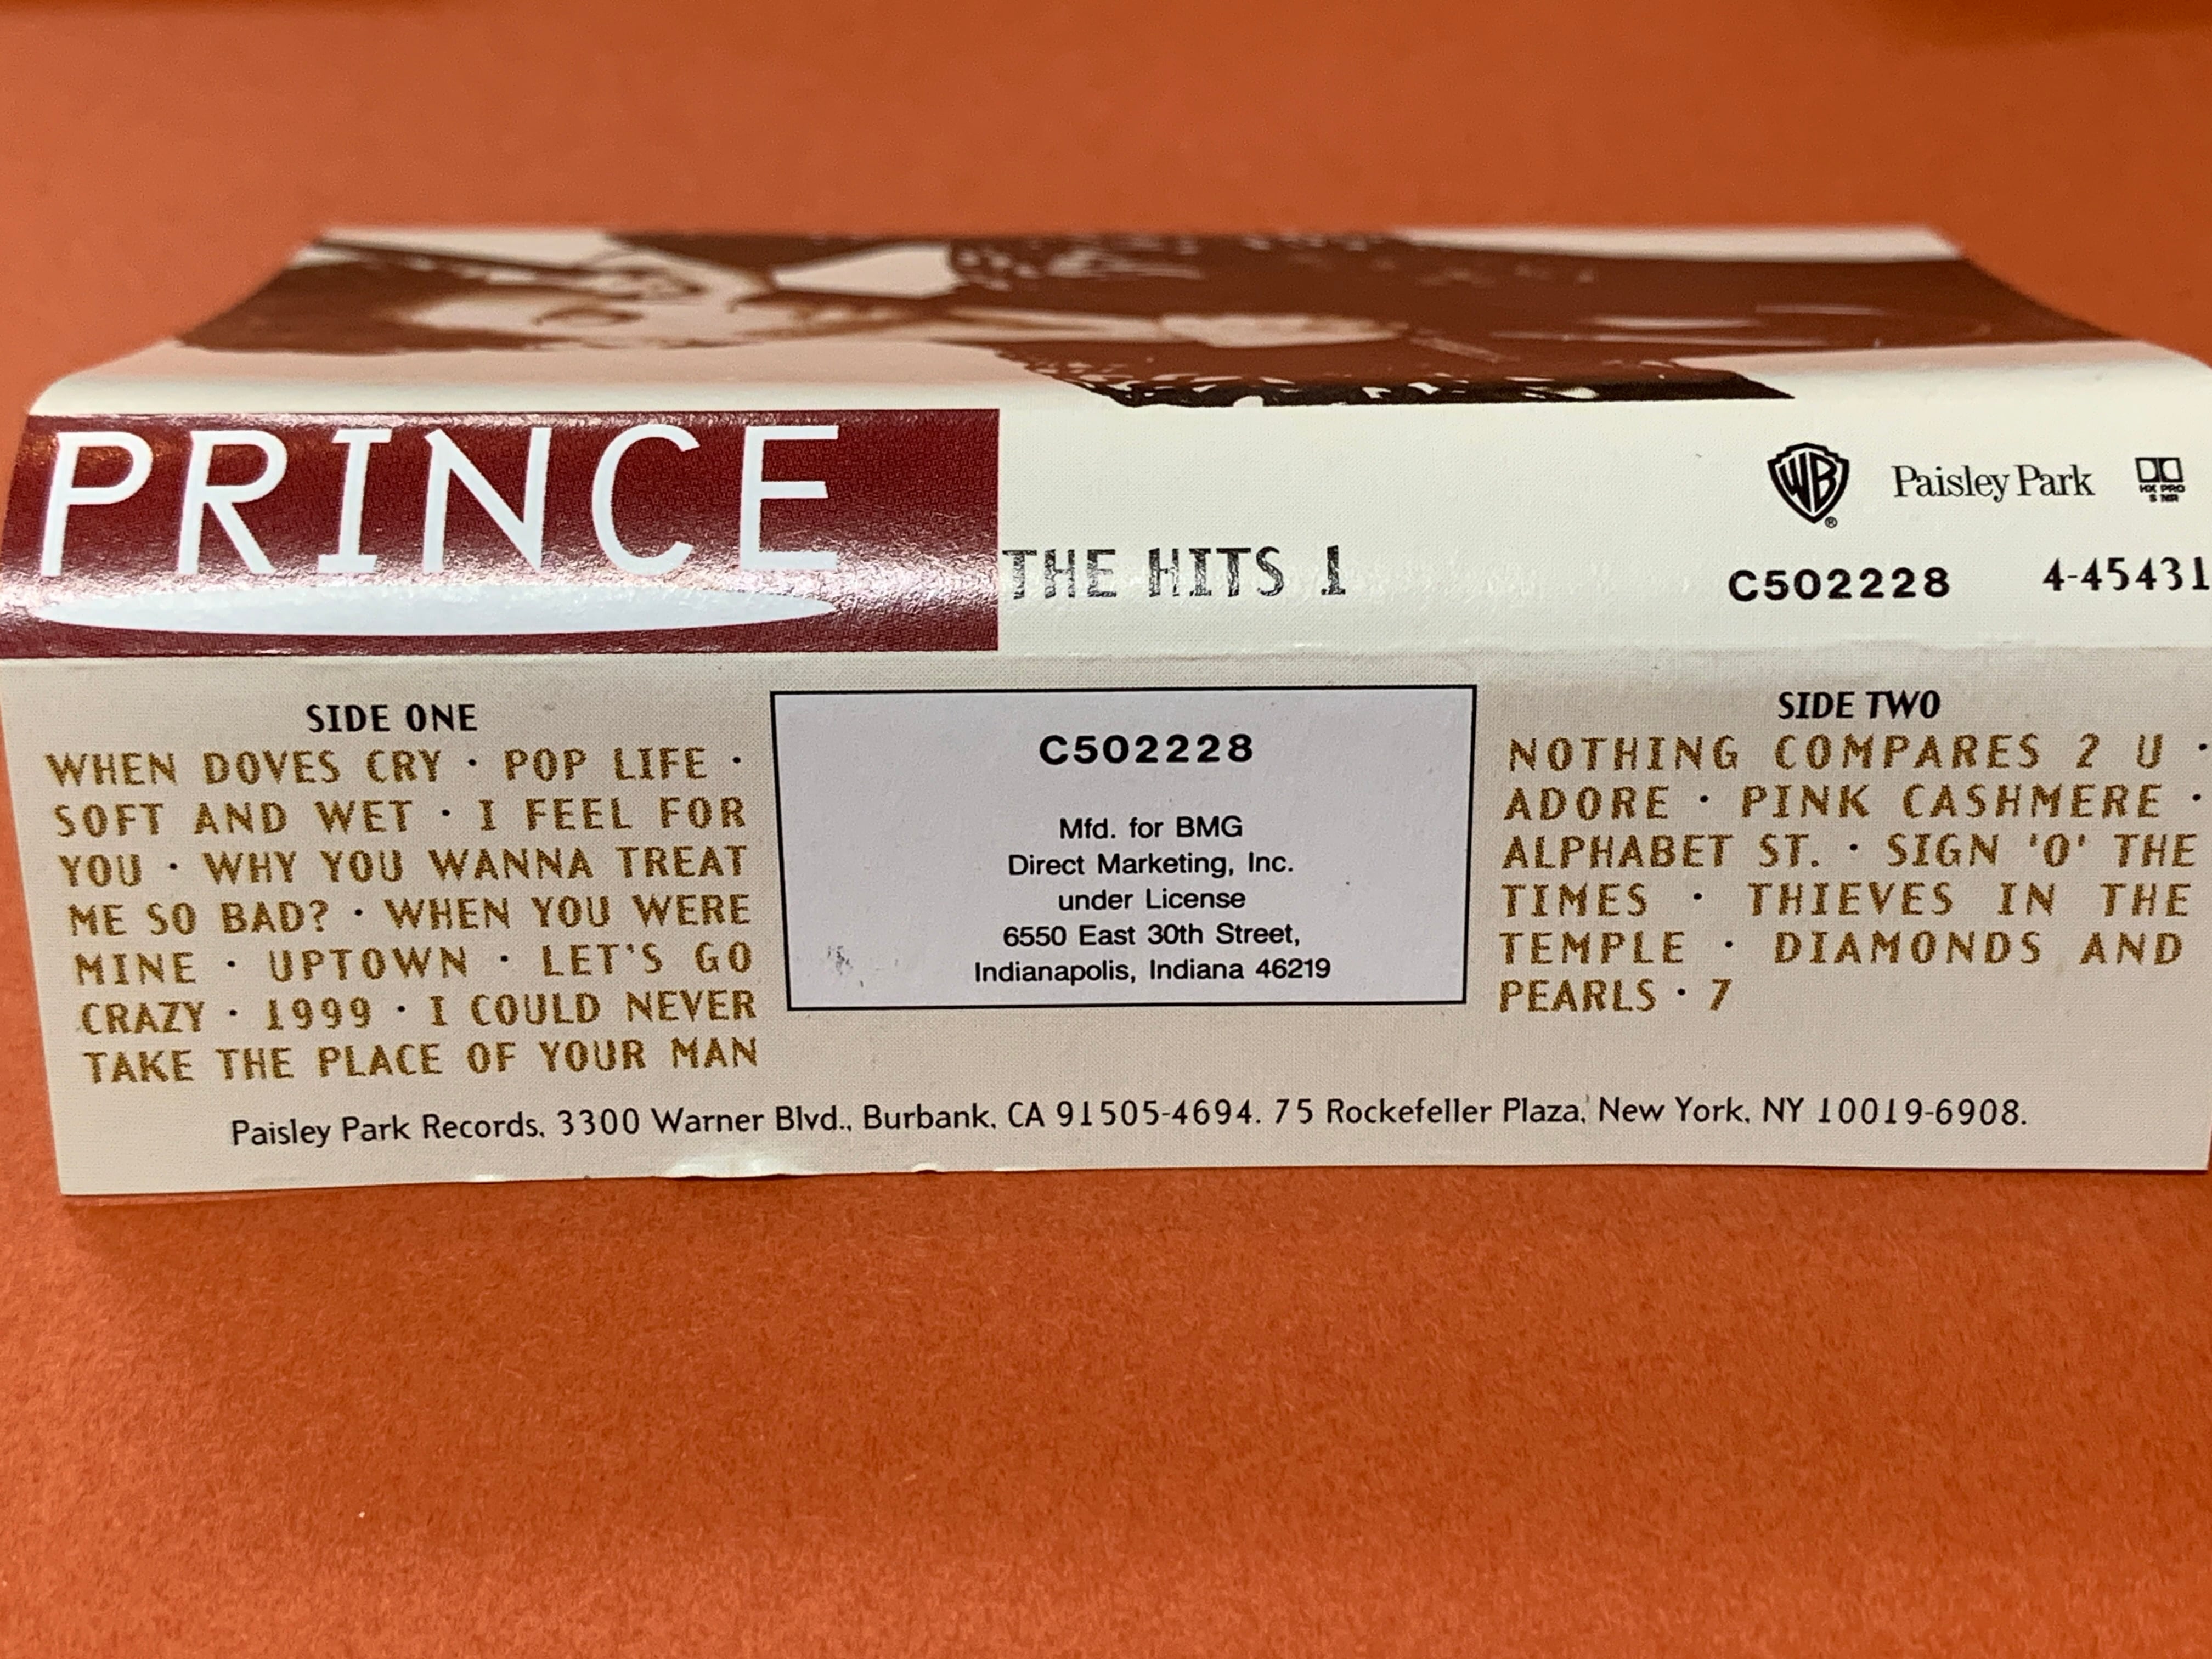 PRINCE
THE HITS 1
WB
®
Paisley Park
HX PRO
S NR
C502228
4-45431
SIDE ONE
WHEN DOVES CRY · POP LIFE ·
SOFT AND WET · I FEEL FOR
YOU · WHY YOU WANNA TREAT
ME SO BAD? · WHEN YOU WERE
MINE · UPTOWN · LET'S GO
CRAZY · 1999 · I COULD NEVER
TAKE THE PLACE OF YOUR MAN
C502228
Mfd. for BMG
Direct Marketing, Inc.
under License
6550 East 30th Street,
Indianapolis, Indiana 46219
SIDE TWO
NOTHING COMPARES 2 U ·
ADORE · PINK CASHMERE ·
ALPHABET ST. · SIGN 'O' THE
TIMES · THIEVES IN THE
TEMPLE · DIAMONDS AND
PEARLS · 7
Paisley Park Records, 3300 Warner Blvd., Burbank, CA 91505-4694. 75 Rockefeller Plaza, New York, NY 10019-6908.